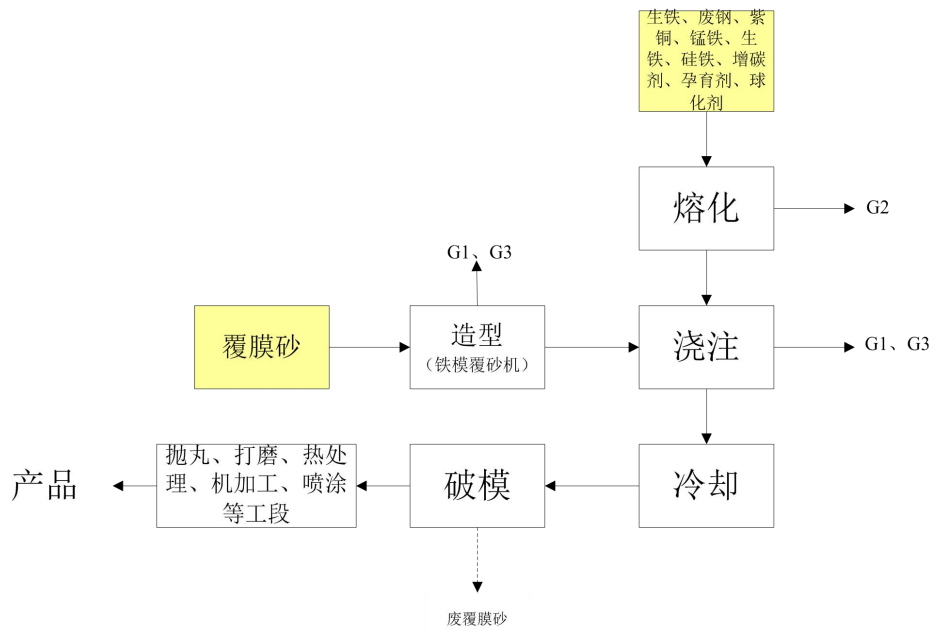 生铁、废钢、紫
铜、锰铁、生
铁、硅铁、增碳
剂、孕育剂、球
化剂
熔化
G2
G1、G3
覆膜砂
造型
（铁模覆砂机）
浇注
G1、G3
产品
抛丸、打磨、热处
理、机加工、喷涂
等工段
破模
冷却
废覆膜砂